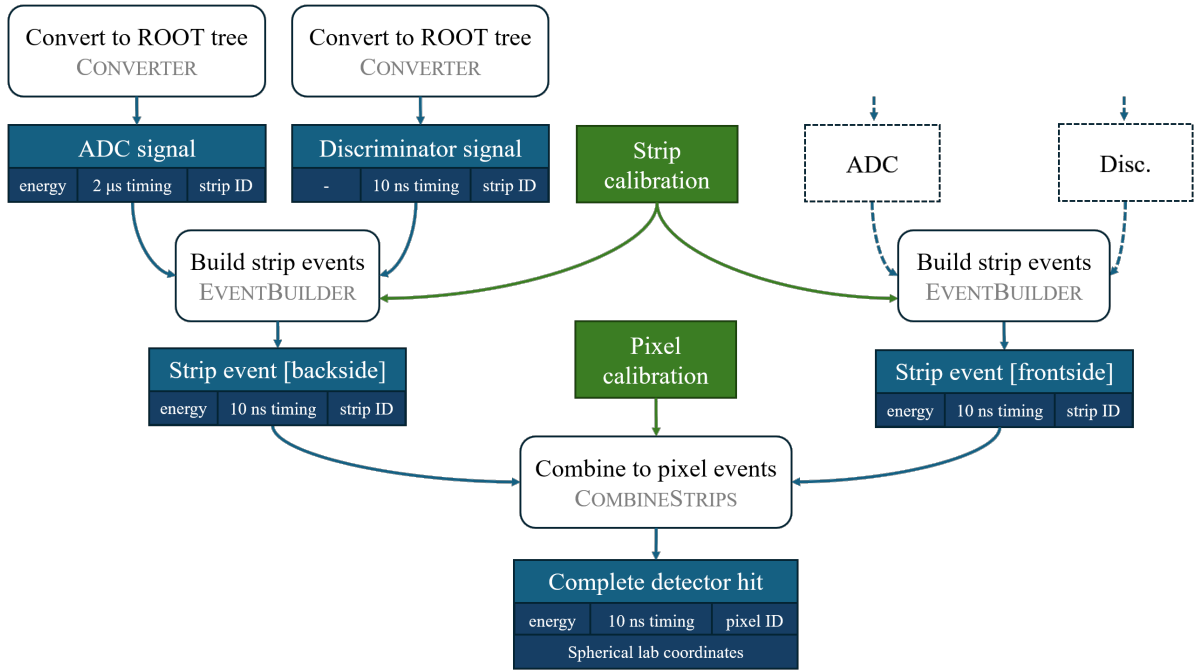 Convert to ROOT tree
CONVERTER
Convert to ROOT tree
CONVERTER
ADC signal
energy
2 μs timing
strip ID
Discriminator signal
-
10 ns timing
strip ID
Strip
calibration
ADC
Disc.
Build strip events
EVENTBUILDER
Build strip events
EVENTBUILDER
Strip event [backside]
energy
10 ns timing
strip ID
Pixel
calibration
Strip event [frontside]
energy
10 ns timing
strip ID
Combine to pixel events
COMBINESTRIPS
Complete detector hit
energy
10 ns timing
pixel ID
Spherical lab coordinates